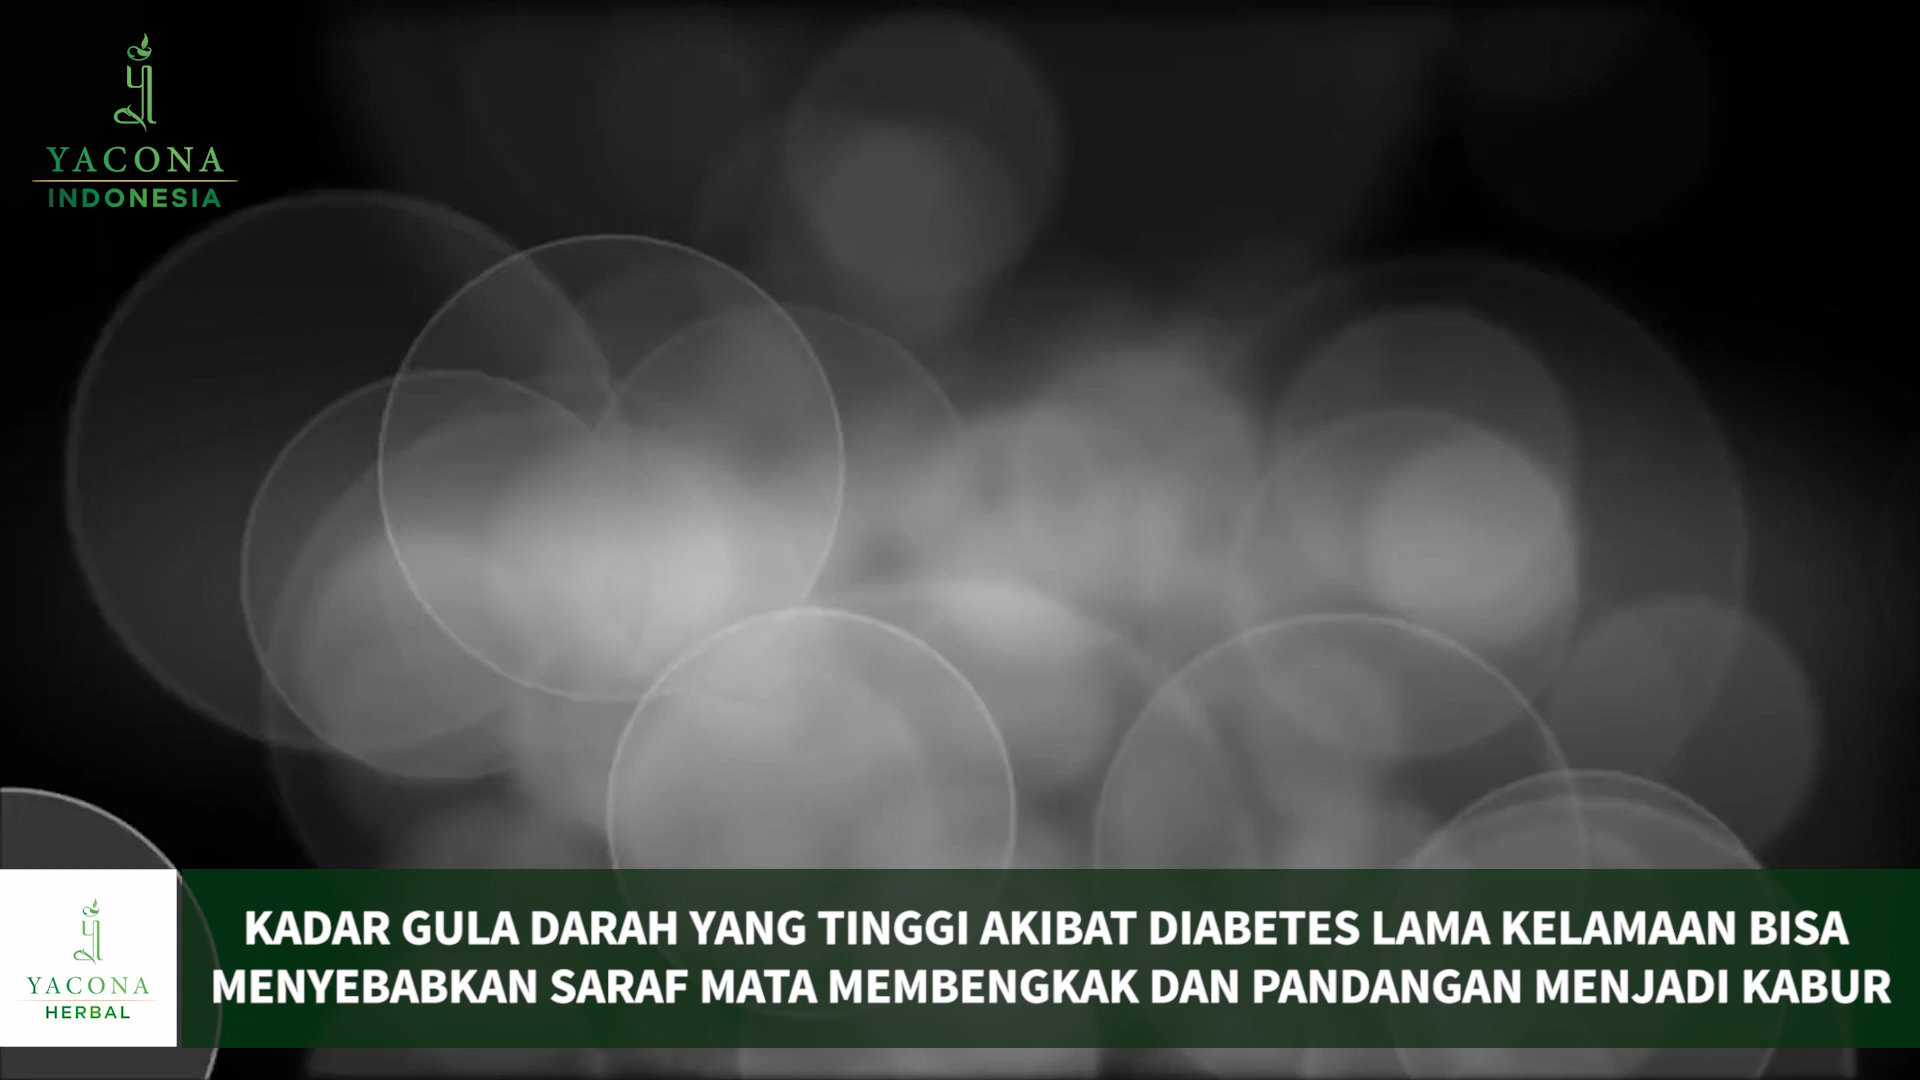 YACONA
INDONESIA
YACONA
HERBAL
KADAR GULA DARAH YANG TINGGI AKIBAT DIABETES LAMA KELAMAAN BISA
MENYEBABKAN SARAF MATA MEMBENGKAK DAN PANDANGAN MENJADI KABUR